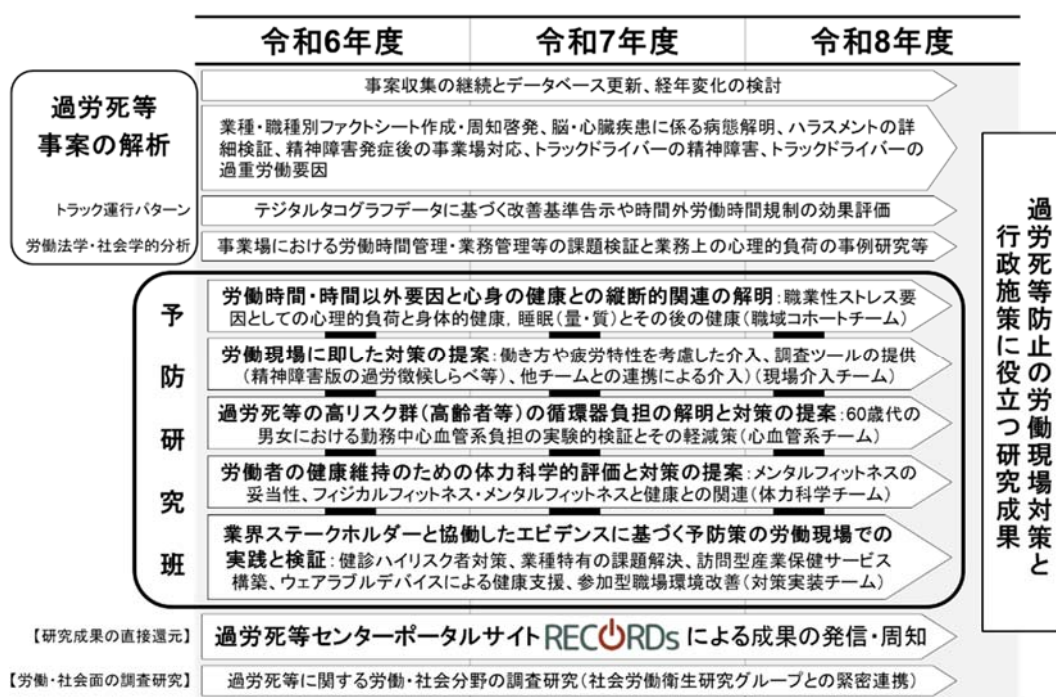 令和6年度 令和7年度 令和8年度
過労死等
事案の解析
事案収集の継続とデータベース更新、経年変化の検討
業種・職種別ファクトシート作成・周知啓発、脳・心臓疾患に係る病態解明、ハラスメントの詳
細検証、精神障害発症後の事業場対応、トラックドライバーの精神障害、トラックドライバーの
過重労働要因
トラック運行パターン
テジタルタコグラフデータに基づく改善基準告示や時間外労働時間規制の効果評価
労働法学・社会学的分析
事業場における労働時間管理・業務管理等の課題検証と業務上の心理的負荷の事例研究等
予防研究班
労働時間・時間以外要因と心身の健康との縦断的関連の解明：職業性ストレス要
因としての心理的負荷と身体的健康, 睡眠（量・質）とその後の健康（職域コホートチーム）
労働現場に即した対策の提案：働き方や疲労特性を考慮した介入、調査ツールの提供
（精神障害版の過労徴候しらべ等）、他チームとの連携による介入）（現場介入チーム）
過労死等の高リスク群（高齢者等）の循環器負担の解明と対策の提案：60歳代の
男女における勤務中心血管系負担の実験的検証とその軽減策（心血管系チーム）
労働者の健康維持のための体力科学的評価と対策の提案：メンタルフィットネスの
妥当性、フィジカルフィットネス・メンタルフィットネスと健康との関連（体力科学チーム）
業界ステークホルダーと協働したエビデンスに基づく予防策の労働現場での
実践と検証：健診ハイリスク者対策、業種特有の課題解決、訪問型産業保健サービス
構築、ウェアラブルデバイスによる健康支援、参加型職場環境改善（対策実装チーム）
【研究成果の直接還元】
過労死等センターポータルサイト RECORDs による成果の発信・周知
【労働・社会面の調査研究】
過労死等に関する労働・社会分野の調査研究（社会労働衛生研究グループとの緊密連携）
過労死等防止の労働現場対策と
行政施策に役立つ研究成果